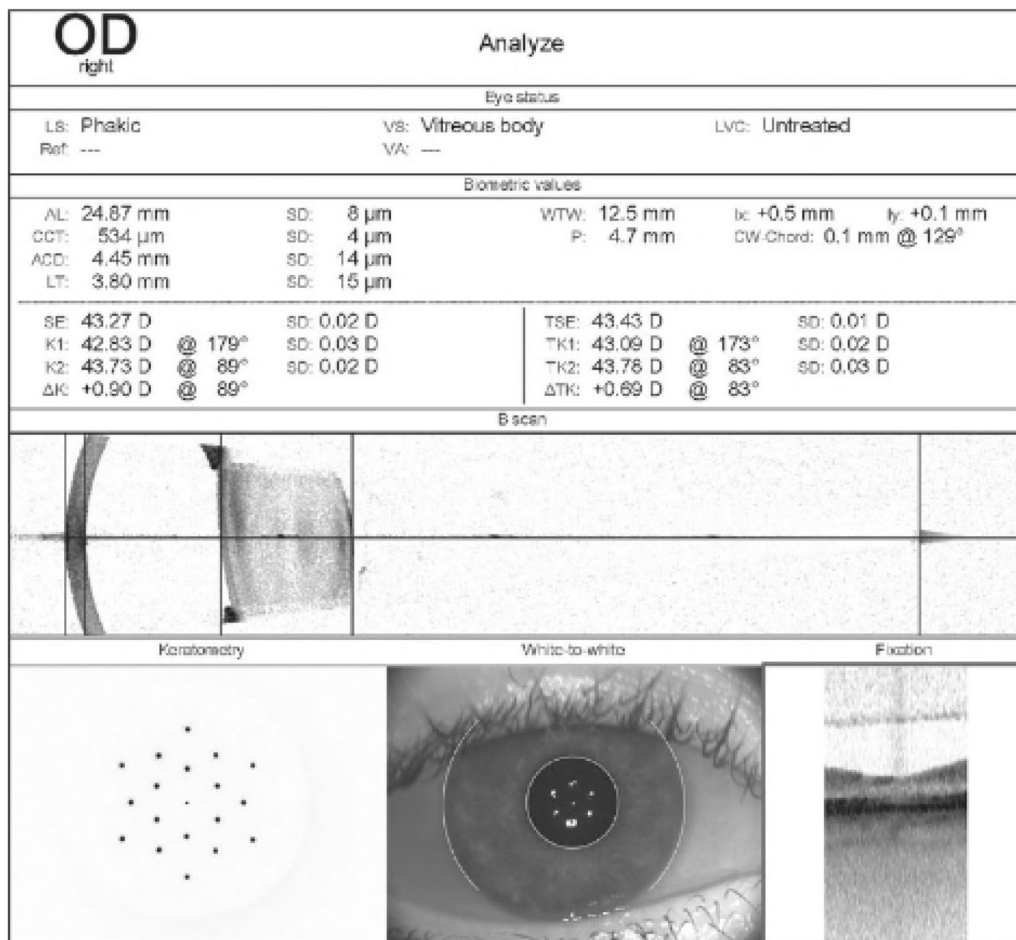 OD
right
Analyze
Eye status
LS: Phakic VS: Vitreous body LVC: Untreated
Ref: --- VA: ---
Biometric values
AL: 24.87 mm SD: 8 µm WTW: 12.5 mm Ix: +0.5 mm Iy: +0.1 mm
CCT: 534 µm SD: 4 µm P: 4.7 mm CW-Chord: 0.1 mm @ 129°
ACD: 4.45 mm SD: 14 µm
LT: 3.80 mm SD: 15 µm
SE: 43.27 D SD: 0.02 D TSE: 43.43 D SD: 0.01 D
K1: 42.83 D @ 179° SD: 0.03 D TK1: 43.09 D @ 173° SD: 0.02 D
K2: 43.73 D @ 89° SD: 0.02 D TK2: 43.78 D @ 83° SD: 0.03 D
ΔK: +0.90 D @ 89° ΔTK: +0.69 D @ 83°
B scan
Keratometry White-to-white Fixation